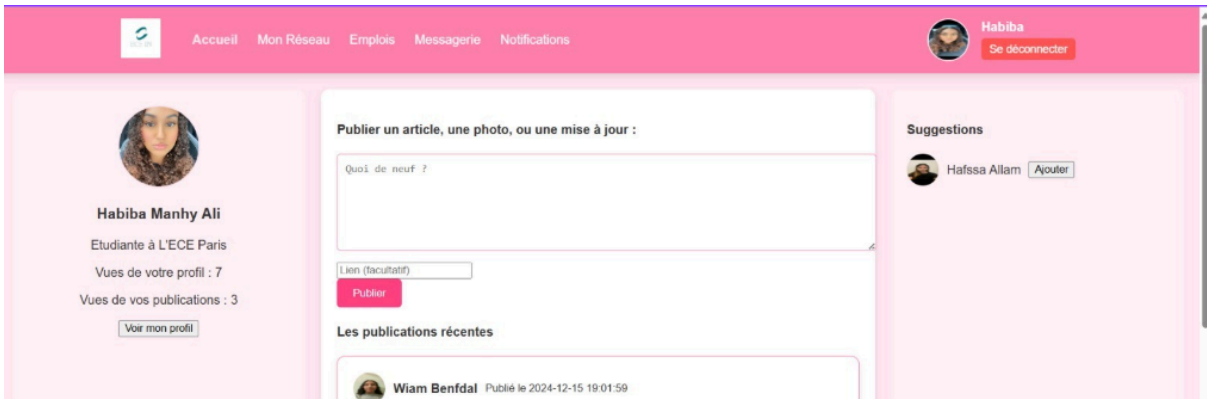 Accueil Mon Réseau Emplois Messagerie Notifications
Habiba
Se déconnecter
Habiba Manhy Ali
Etudiante à L'ECE Paris
Vues de votre profil : 7
Vues de vos publications : 3
Voir mon profil
Publier un article, une photo, ou une mise à jour :
Quoi de neuf ?
Lien (facultatif)
Publier
Les publications récentes
Wiam Benfdal Publié le 2024-12-15 19:01:59
Suggestions
Hafssa Allam Ajouter